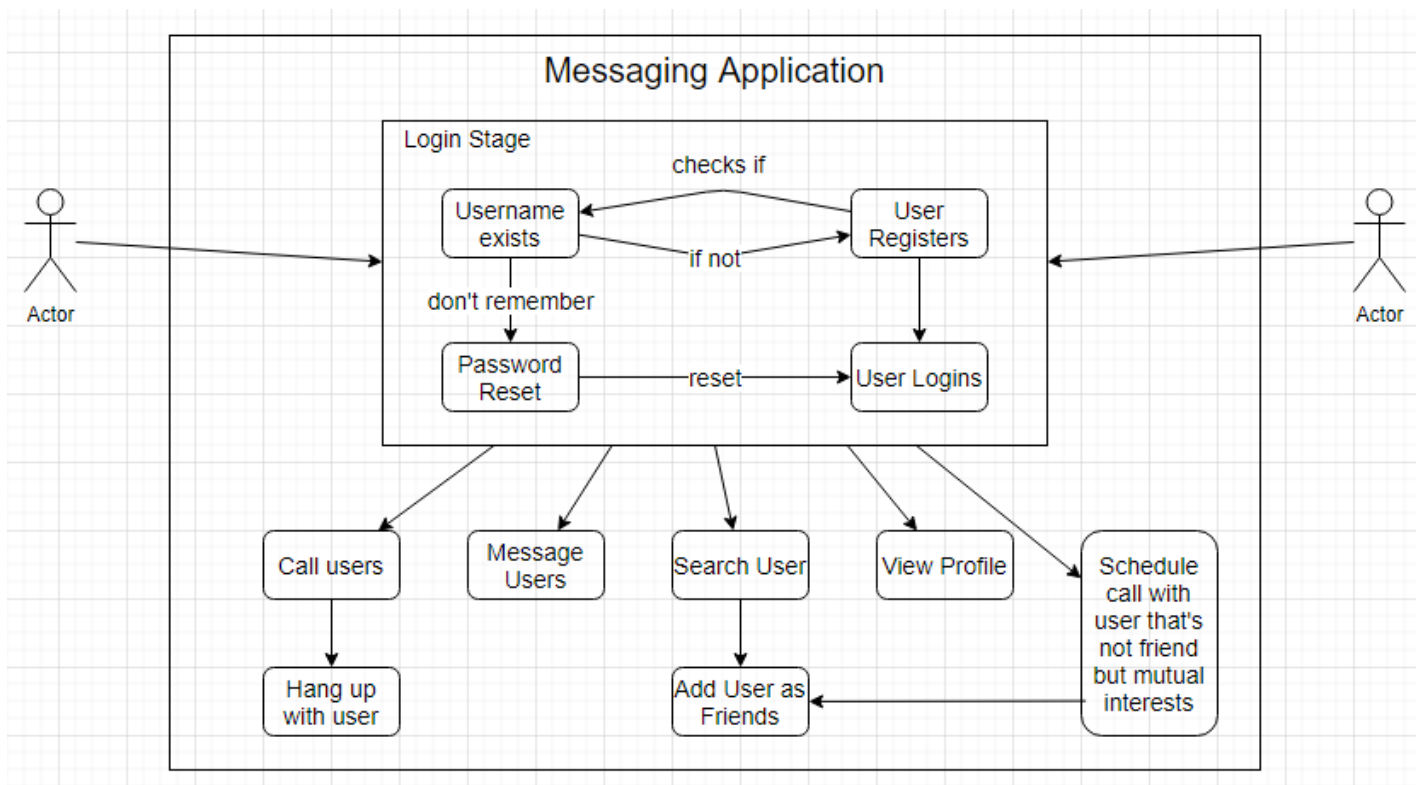 Messaging Application
Login Stage
checks if
Username
exists
User
Registers
if not
don't remember
Password
Reset
reset
User Logins
Actor
Actor
Call users
Message
Users
Search User
View Profile
Schedule
call with
user that's
not friend
but mutual
interests
Hang up
with user
Add User as
Friends